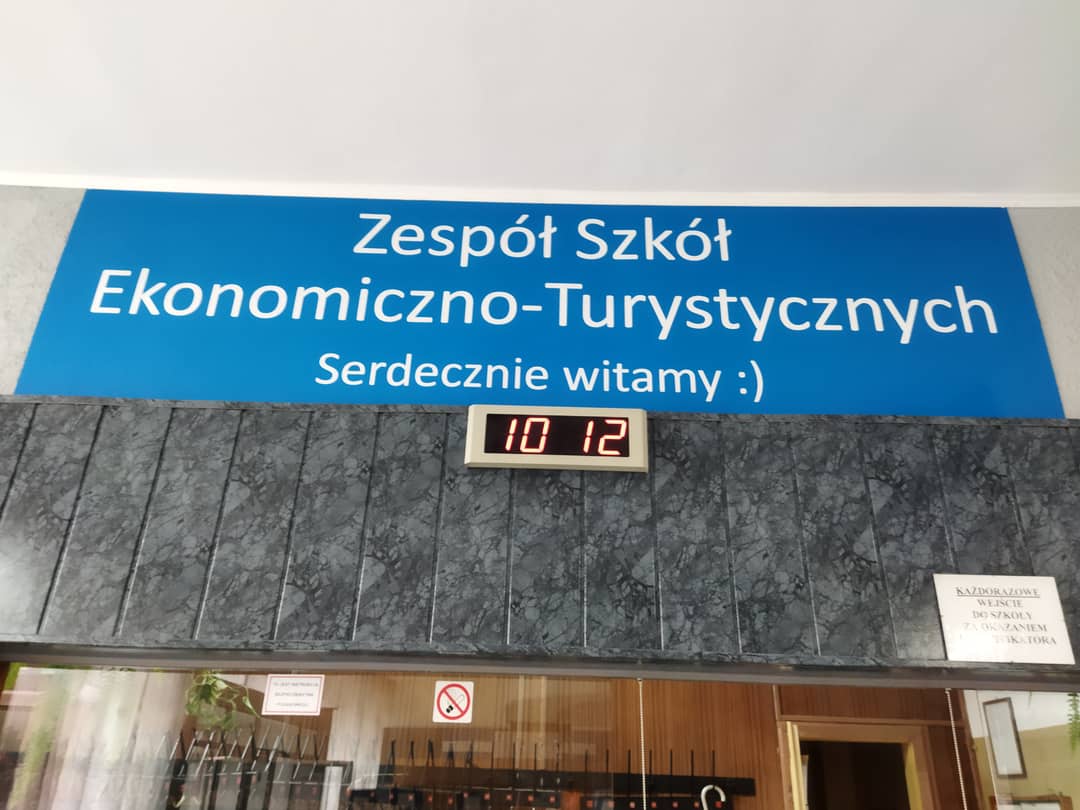 Zespół Szkół
Ekonomiczno-Turystycznych
Serdecznie witamy :)
10 12
KAŻDORAZOWE
WEJŚCIE
DO SZKOŁY
ZA OKAZANIEM